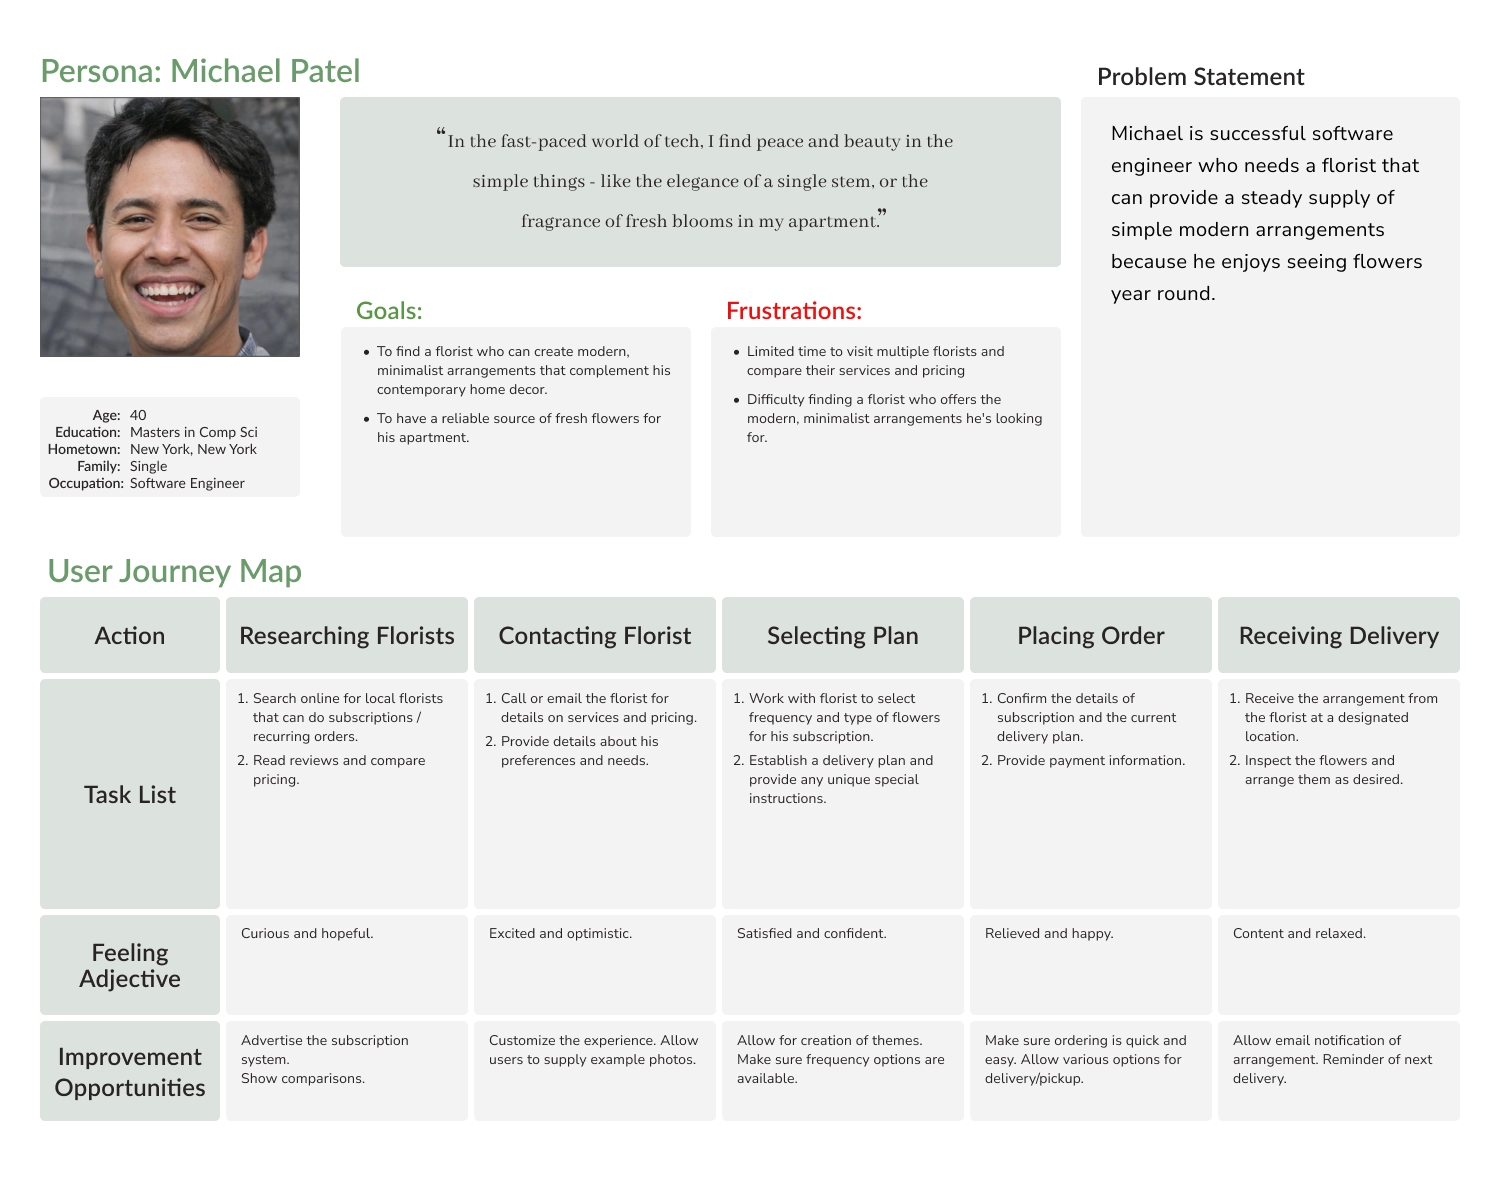 Persona: Michael Patel
“In the fast-paced world of tech, I find peace and beauty in the
simple things - like the elegance of a single stem, or the
fragrance of fresh blooms in my apartment.”
Problem Statement
Michael is successful software
engineer who needs a florist that
can provide a steady supply of
simple modern arrangements
because he enjoys seeing flowers
year round.
Age: 40
Education: Masters in Comp Sci
Hometown: New York, New York
Family: Single
Occupation: Software Engineer
Goals:
• To find a florist who can create modern,
minimalist arrangements that complement his
contemporary home decor.
• To have a reliable source of fresh flowers for
his apartment.
Frustrations:
• Limited time to visit multiple florists and
compare their services and pricing
• Difficulty finding a florist who offers the
modern, minimalist arrangements he's looking
for.
User Journey Map
Action
Researching Florists
Contacting Florist
Selecting Plan
Placing Order
Receiving Delivery
Task List
1. Search online for local florists
that can do subscriptions /
recurring orders.
2. Read reviews and compare
pricing.
1. Call or email the florist for
details on services and pricing.
2. Provide details about his
preferences and needs.
1. Work with florist to select
frequency and type of flowers
for his subscription.
2. Establish a delivery plan and
provide any unique special
instructions.
1. Confirm the details of
subscription and the current
delivery plan.
2. Provide payment information.
1. Receive the arrangement from
the florist at a designated
location.
2. Inspect the flowers and
arrange them as desired.
Feeling
Adjective
Curious and hopeful.
Excited and optimistic.
Satisfied and confident.
Relieved and happy.
Content and relaxed.
Improvement
Opportunities
Advertise the subscription
system.
Show comparisons.
Customize the experience. Allow
users to supply example photos.
Allow for creation of themes.
Make sure frequency options are
available.
Make sure ordering is quick and
easy. Allow various options for
delivery/pickup.
Allow email notification of
arrangement. Reminder of next
delivery.